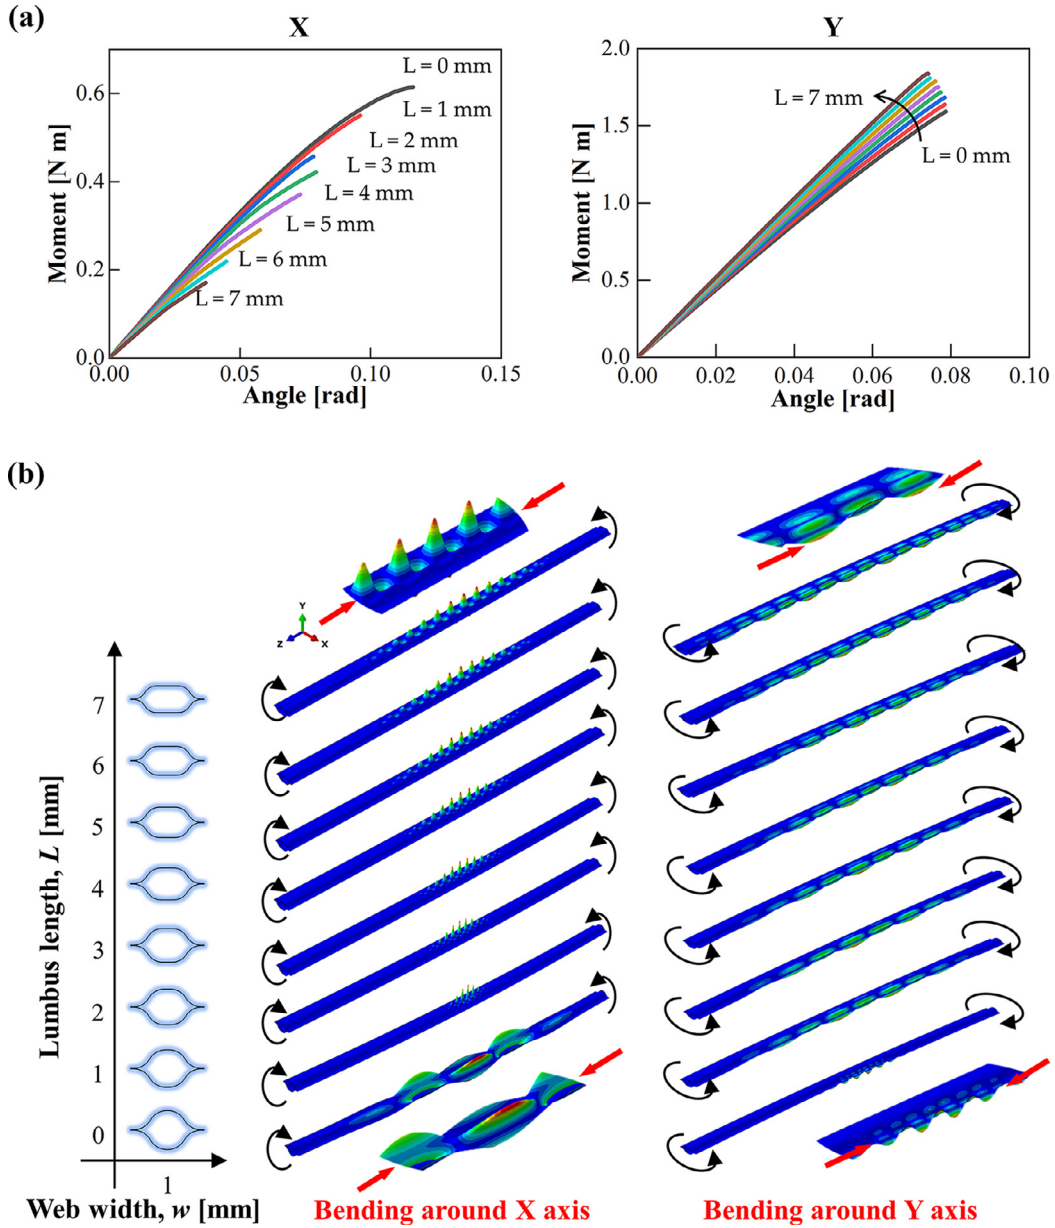 (a)
X
Y
Moment [N m]
0.6
0.4
0.2
0.0
L = 0 mm
L = 1 mm
L = 2 mm
L = 3 mm
L = 4 mm
L = 5 mm
L = 6 mm
L = 7 mm
0.00
0.05
0.10
0.15
Angle [rad]
Moment [N m]
2.0
1.5
1.0
0.5
0.0
L = 7 mm
L = 0 mm
0.00
0.02
0.04
0.06
0.08
0.10
Angle [rad]
(b)
Y
Z
X
Lumbus length, L [mm]
7
6
5
4
3
2
1
0
1
Web width, w [mm]
Bending around X axis
Bending around Y axis